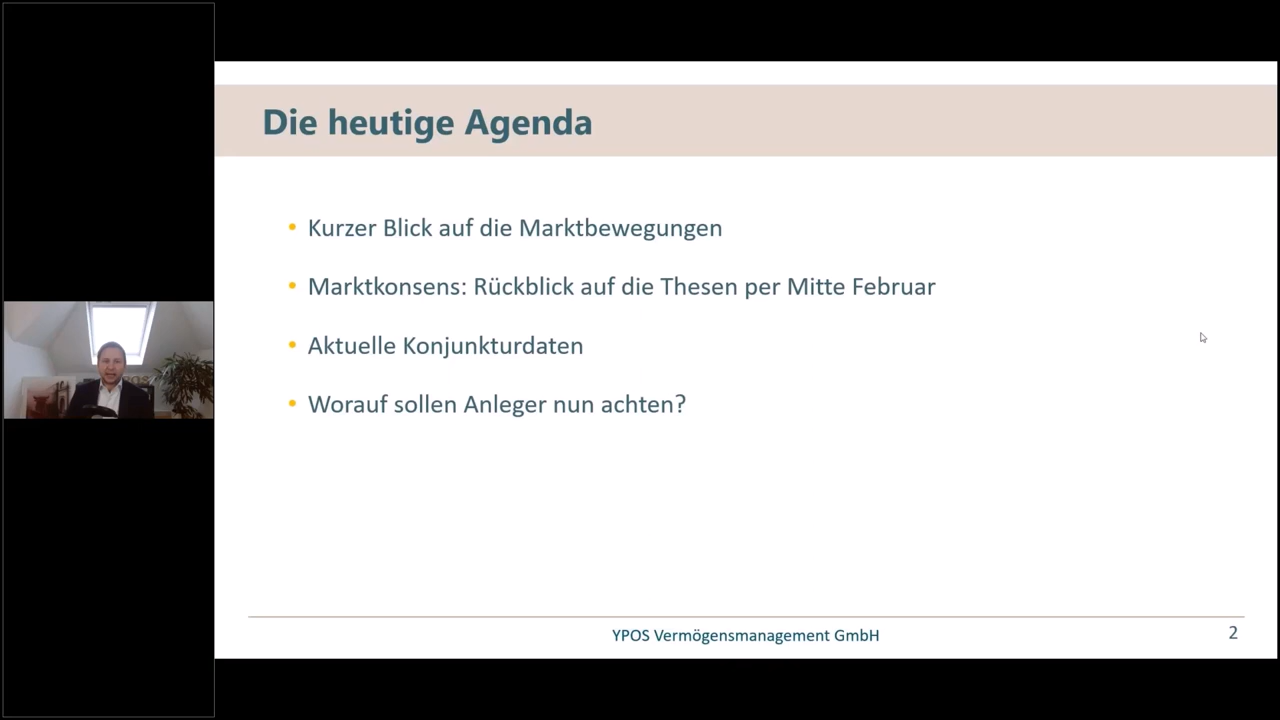 Die heutige Agenda
• Kurzer Blick auf die Marktbewegungen
• Marktkonsens: Rückblick auf die Thesen per Mitte Februar
• Aktuelle Konjunkturdaten
• Worauf sollen Anleger nun achten?
YPOS Vermögensmanagement GmbH
2